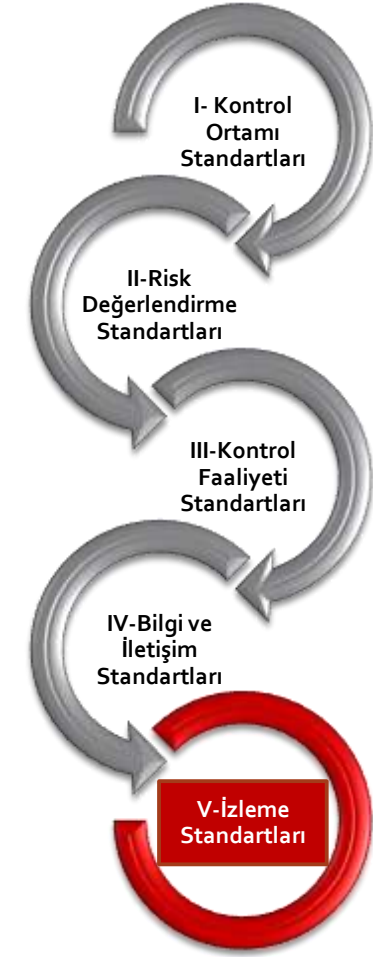 I- Kontrol
Ortamı
Standartları
II-Risk
Değerlendirme
Standartları
III-Kontrol
Faaliyeti
Standartları
IV-Bilgi ve
İletişim
Standartları
V-İzleme
Standartları